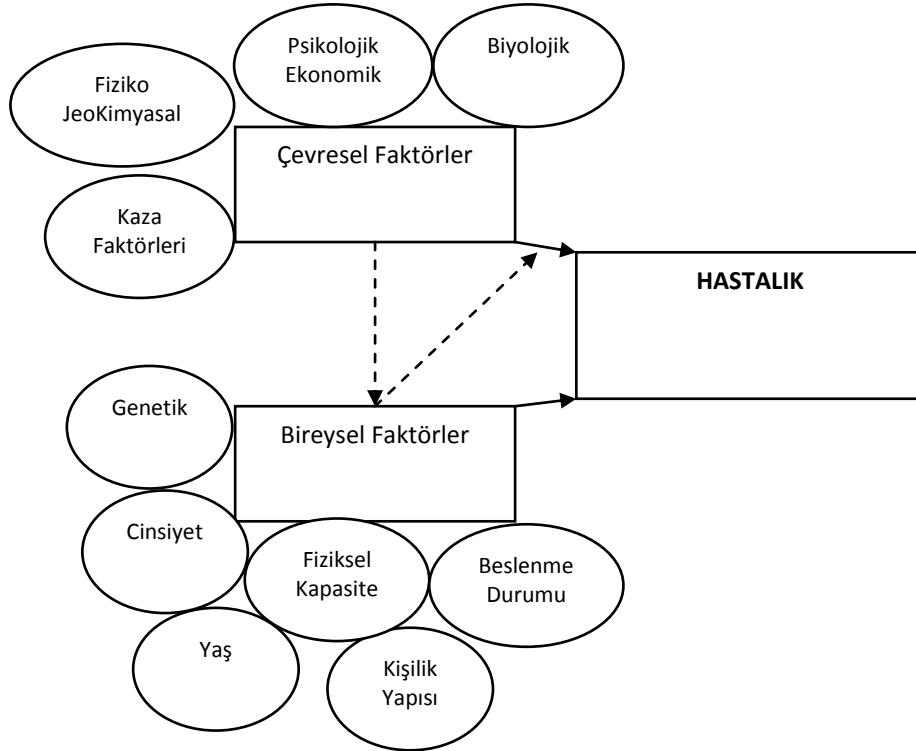 Psikolojik
Ekonomik
Biyolojik
Fiziko
JeoKimyasal
Çevresel Faktörler
Kaza
Faktörleri
HASTALIK
Genetik
Bireysel Faktörler
Cinsiyet
Fiziksel
Kapasite
Beslenme
Durumu
Yaş
Kişilik
Yapısı